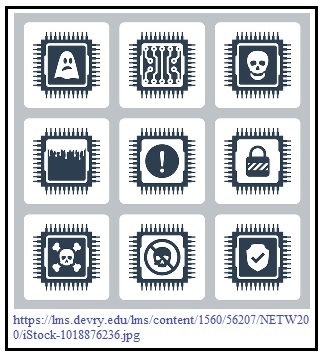 https://lms.devry.edu/lms/content/1560/56207/NETW20
0/iStock-1018876236.jpg